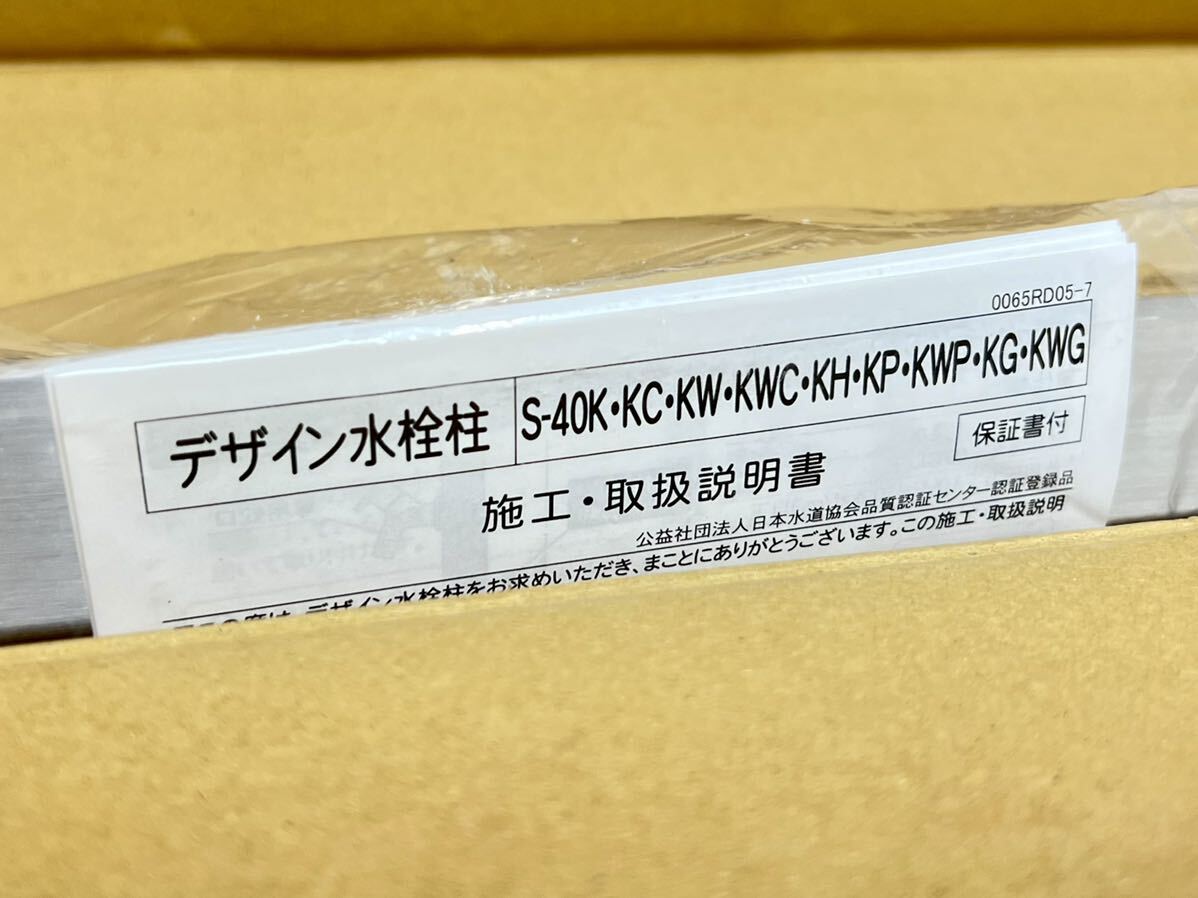 0065RD05-7
デザイン水栓柱 S-40K・KC・KW・KWC・KH・KP・KWP・KG・KWG
施工・取扱説明書 保証書付
公益社団法人日本水道協会品質認証センター認証登録品
デザイン水栓柱をお求めいただき、まことにありがとうございます。この施工・取扱説明